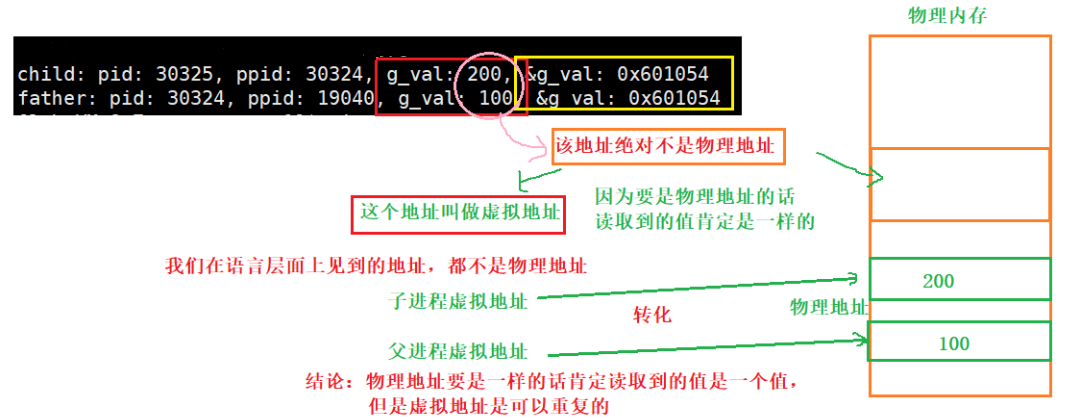 物理内存
child: pid: 30325, ppid: 30324, g_val: 200, &g_val: 0x601054
father: pid: 30324, ppid: 19040, g_val: 100, &g_val: 0x601054
该地址绝对不是物理地址
因为要是物理地址的话
读取到的值肯定是一样的
这个地址叫做虚拟地址
我们在语言层面上见到的地址，都不是物理地址
子进程虚拟地址
200
转化
物理地址
父进程虚拟地址
100
结论：物理地址要是一样的话肯定读取到的值是一个值，
但是虚拟地址是可以重复的